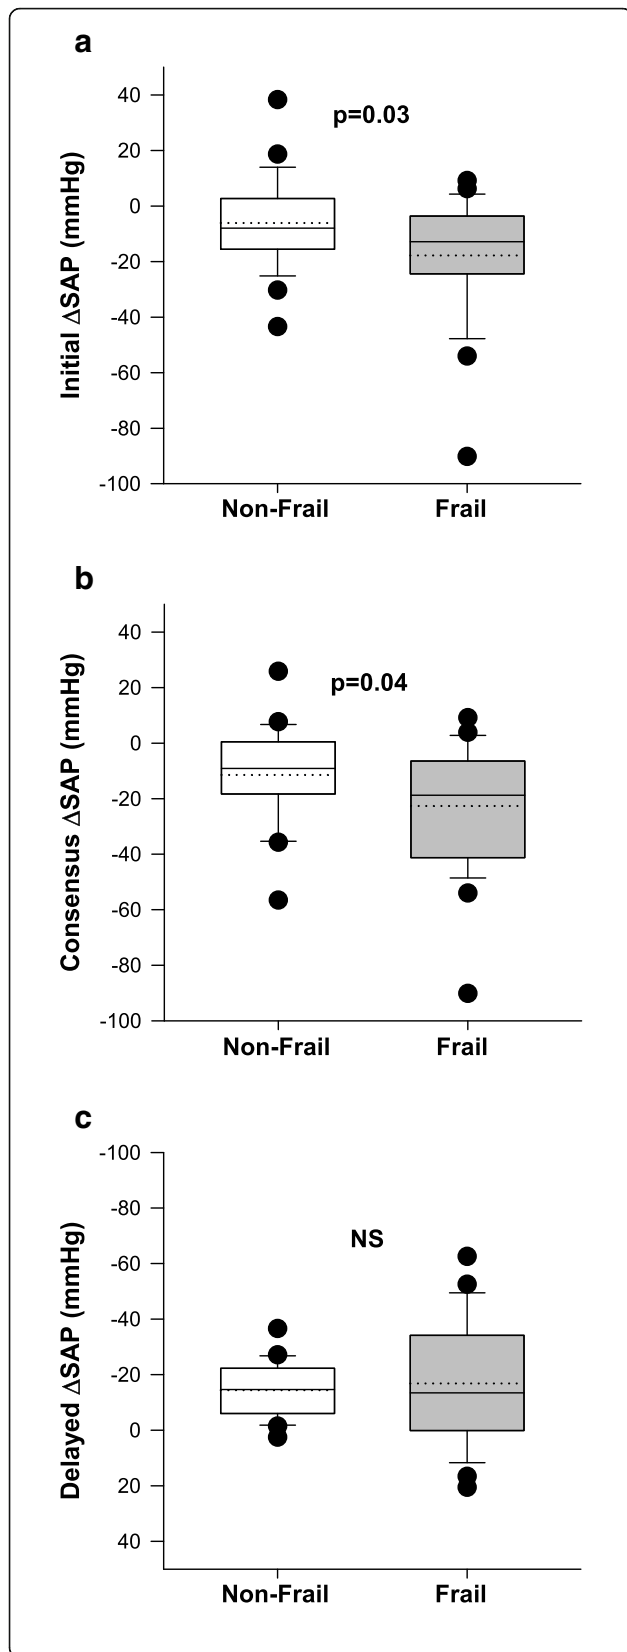 a
Initial ΔSAP (mmHg)
40
20
0
-20
-40
-60
-80
-100
p=0.03
Non-Frail Frail
b
Consensus ΔSAP (mmHg)
40
20
0
-20
-40
-60
-80
-100
p=0.04
Non-Frail Frail
c
Delayed ΔSAP (mmHg)
-100
-80
-60
-40
-20
0
20
40
NS
Non-Frail Frail